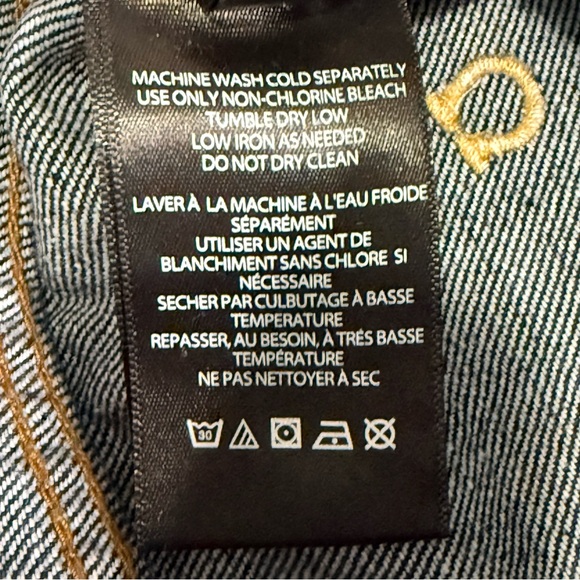 MACHINE WASH COLD SEPARATELY
USE ONLY NON-CHLORINE BLEACH
TUMBLE DRY LOW
LOW IRON AS NEEDED
DO NOT DRY CLEAN
LAVER À LA MACHINE À L'EAU FROIDE
SÉPARÉMENT
UTILISER UN AGENT DE
BLANCHIMENT SANS CHLORE SI
NÉCESSAIRE
SECHER PAR CULBUTAGE À BASSE
TEMPERATURE
REPASSER, AU BESOIN, À TRÉS BASSE
TEMPÉRATURE
NE PAS NETTOYER À SEC
30